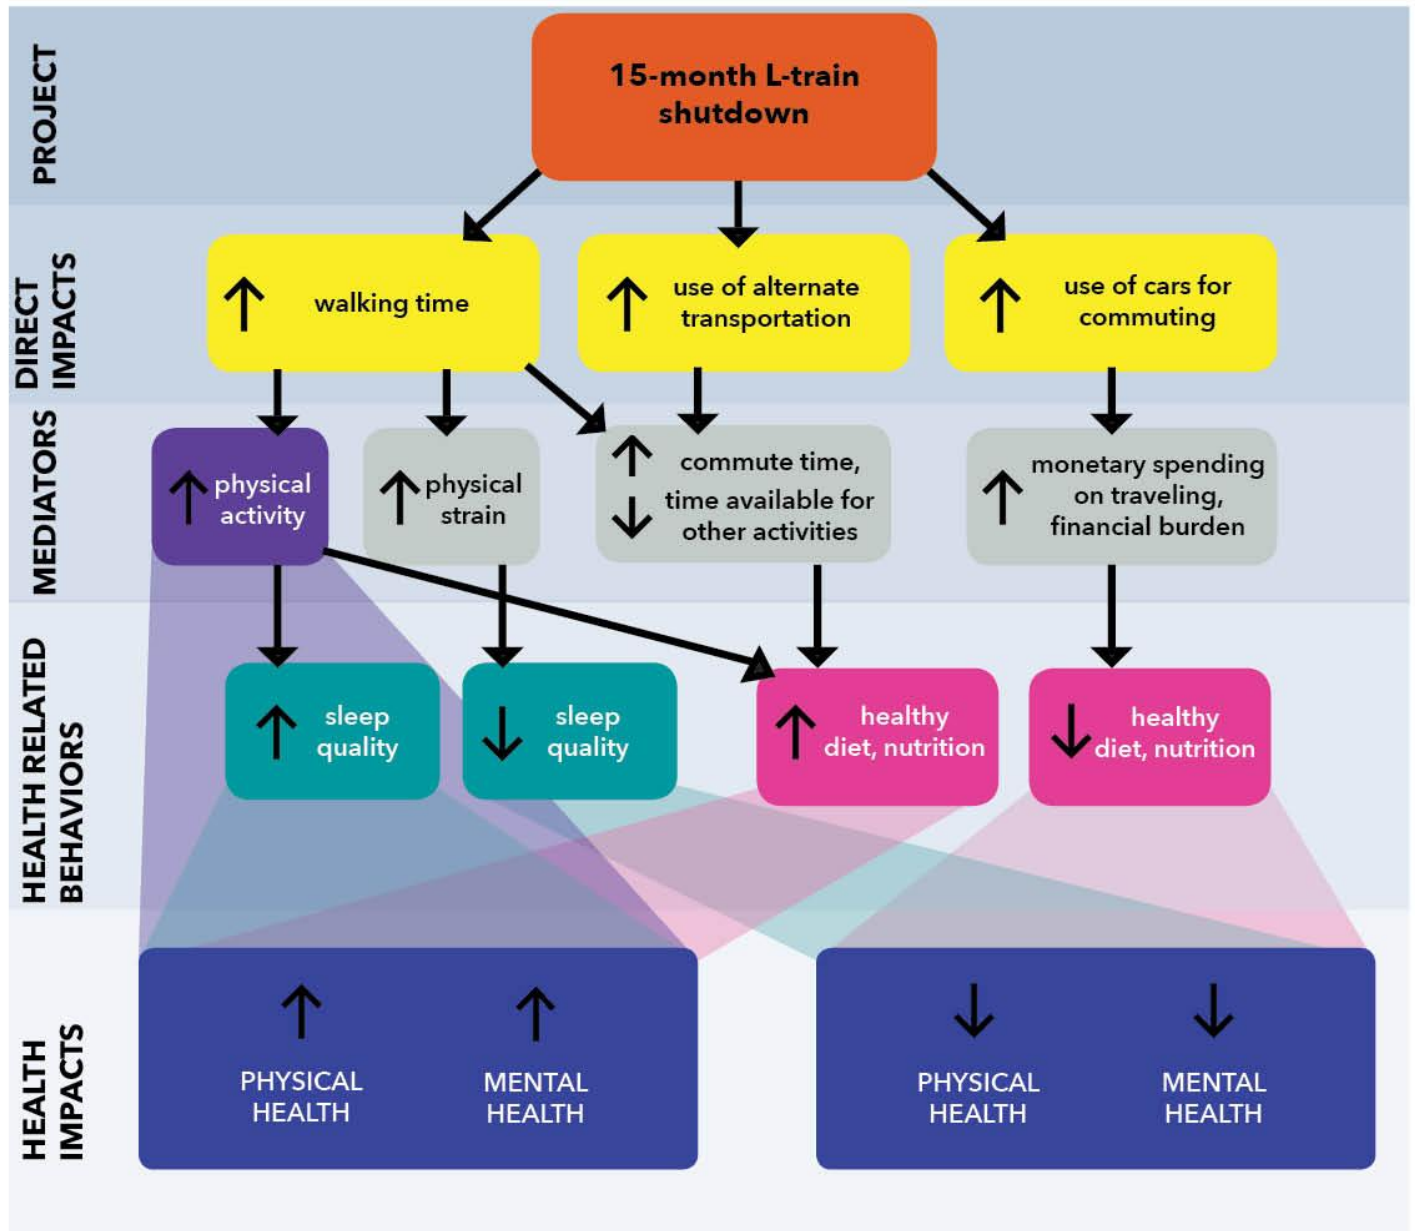 PROJECT
15-month L-train
shutdown
DIRECT
IMPACTS
walking time
use of alternate
transportation
use of cars for
commuting
MEDIATORS
physical
activity
physical
strain
commute time,
time available for
other activities
monetary spending
on traveling,
financial burden
HEALTH RELATED
BEHAVIORS
sleep
quality
sleep
quality
healthy
diet, nutrition
healthy
diet, nutrition
HEALTH
IMPACTS
PHYSICAL
HEALTH
MENTAL
HEALTH
PHYSICAL
HEALTH
MENTAL
HEALTH